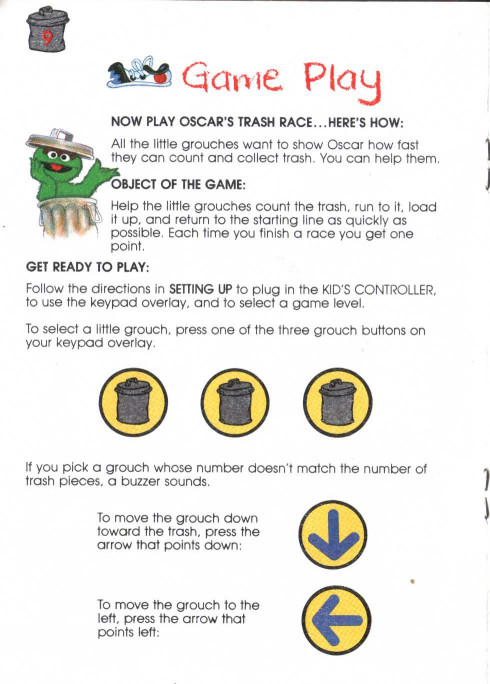 9
Game Play
NOW PLAY OSCAR'S TRASH RACE...HERE'S HOW:
All the little grouches want to show Oscar how fast
they can count and collect trash. You can help them.
OBJECT OF THE GAME:
Help the little grouches count the trash, run to it, load
it up, and return to the starting line as quickly as
possible. Each time you finish a race you get one
point.
GET READY TO PLAY:
Follow the directions in SETTING UP to plug in the KID'S CONTROLLER,
to use the keypad overlay, and to select a game level.
To select a little grouch, press one of the three grouch buttons on
your keypad overlay.
If you pick a grouch whose number doesn't match the number of
trash pieces, a buzzer sounds.
To move the grouch down
toward the trash, press the
arrow that points down:
To move the grouch to the
left, press the arrow that
points left: